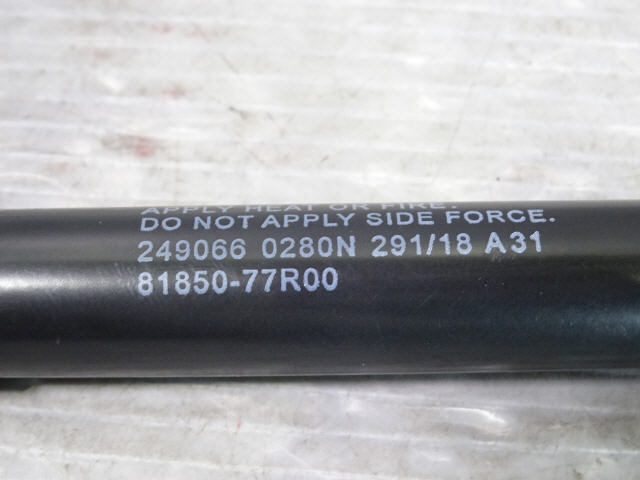 APPLY HEAT OR FIRE.
DO NOT APPLY SIDE FORCE.
249066 0280N 291/18 A31
81850-77R00